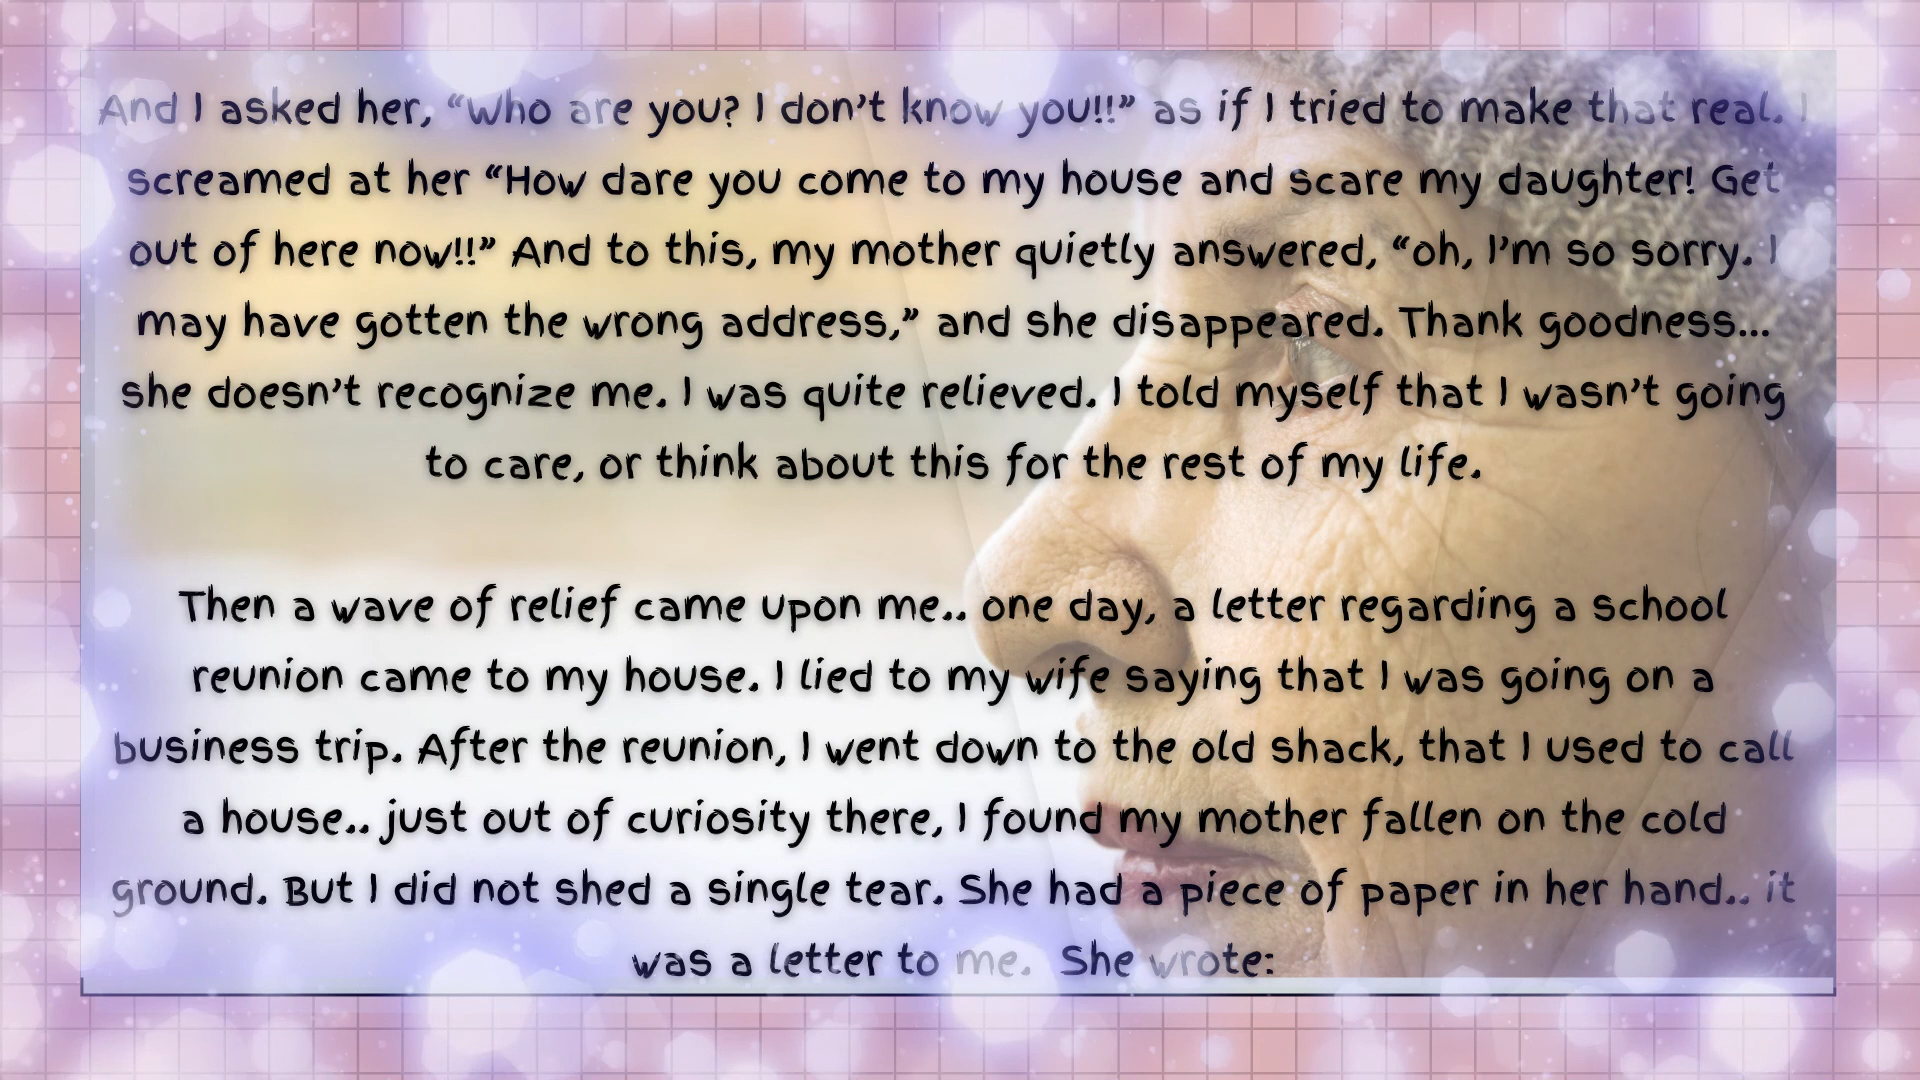 And I asked her, “Who are you? I don’t know you!!” as if I tried to make that real. I
screamed at her “How dare you come to my house and scare my daughter! Get
out of here now!!” And to this, my mother quietly answered, “oh, I’m so sorry. I
may have gotten the wrong address,” and she disappeared. Thank goodness...
she doesn’t recognize me. I was quite relieved. I told myself that I wasn’t going
to care, or think about this for the rest of my life.
Then a wave of relief came upon me.. one day, a letter regarding a school
reunion came to my house. I lied to my wife saying that I was going on a
business trip. After the reunion, I went down to the old shack, that I used to call
a house.. just out of curiosity there, I found my mother fallen on the cold
ground. But I did not shed a single tear. She had a piece of paper in her hand.. it
was a letter to me. She wrote: